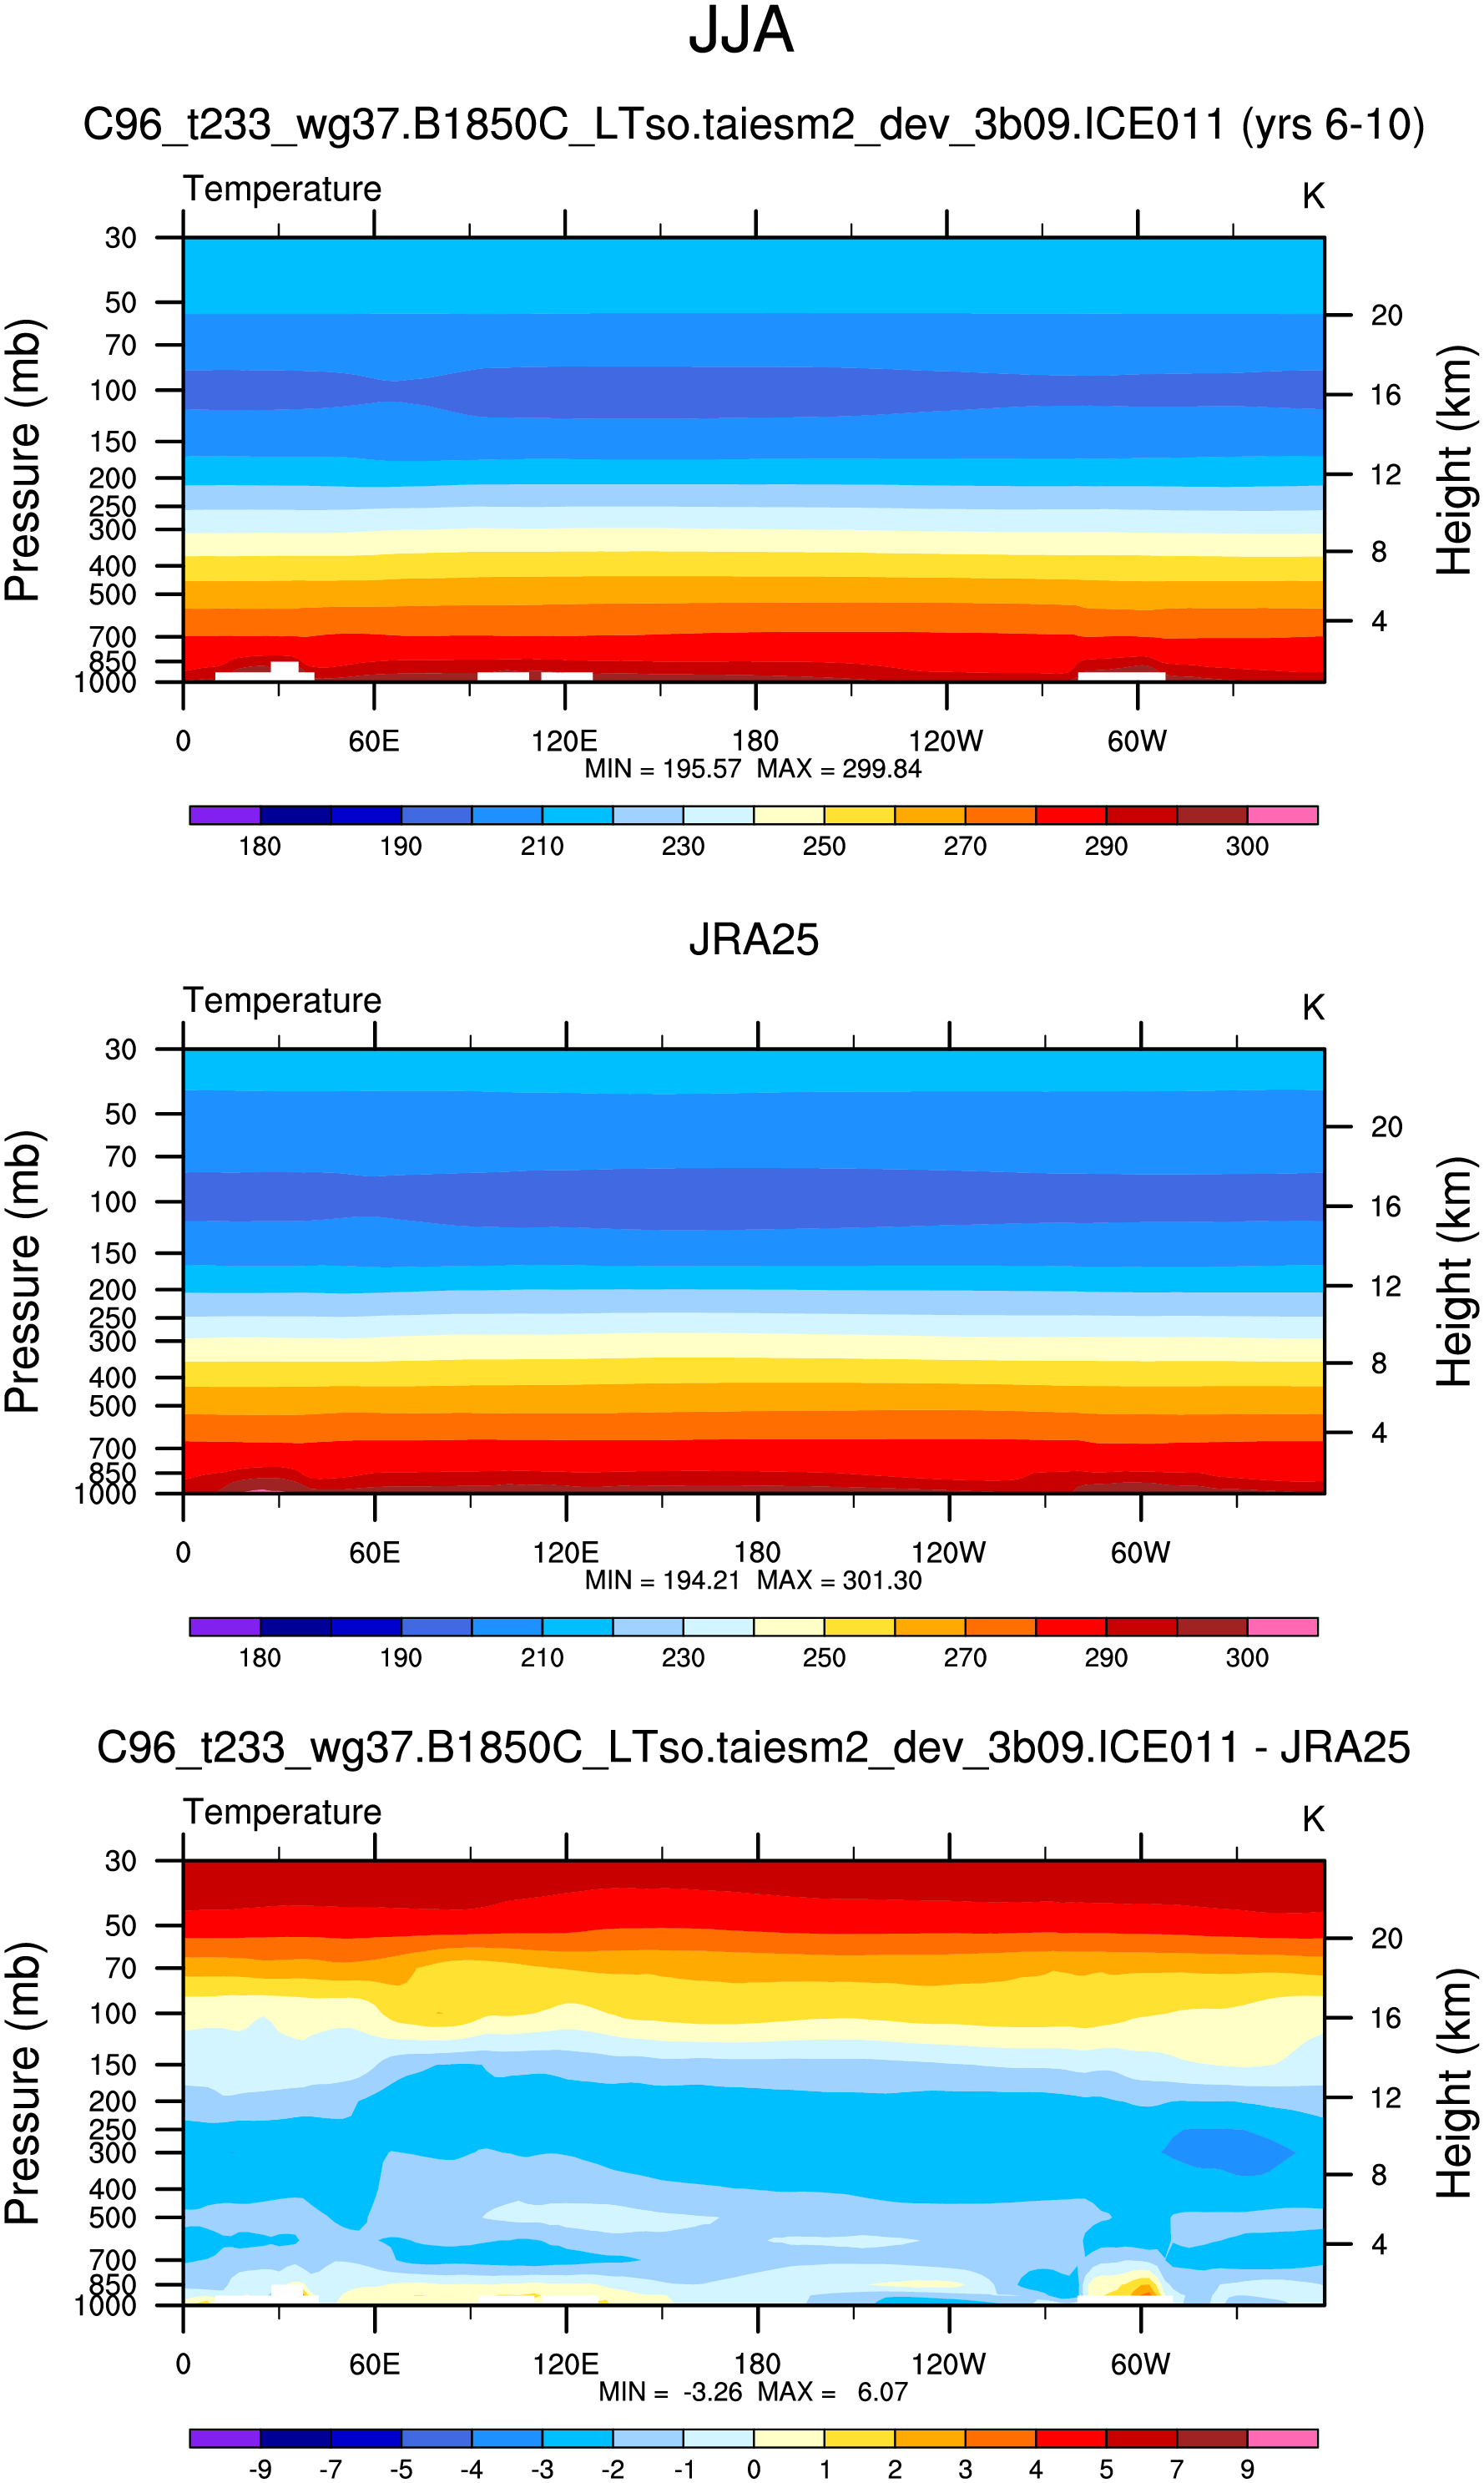 JJA
C96_t233_wg37.B1850C_LTso.taiesm2_dev_3b09.ICE011 (yrs 6-10)
Temperature K
30
50
70
100
150
200
250
300
400
500
700
850
1000
Pressure (mb)
20
16
12
8
4
Height (km)
0 60E 120E 180 120W 60W
MIN = 195.57 MAX = 299.84
180 190 210 230 250 270 290 300
JRA25
Temperature K
30
50
70
100
150
200
250
300
400
500
700
850
1000
Pressure (mb)
20
16
12
8
4
Height (km)
0 60E 120E 180 120W 60W
MIN = 194.21 MAX = 301.30
180 190 210 230 250 270 290 300
C96_t233_wg37.B1850C_LTso.taiesm2_dev_3b09.ICE011 - JRA25
Temperature K
30
50
70
100
150
200
250
300
400
500
700
850
1000
Pressure (mb)
20
16
12
8
4
Height (km)
0 60E 120E 180 120W 60W
MIN = -3.26 MAX = 6.07
-9 -7 -5 -4 -3 -2 -1 0 1 2 3 4 5 7 9